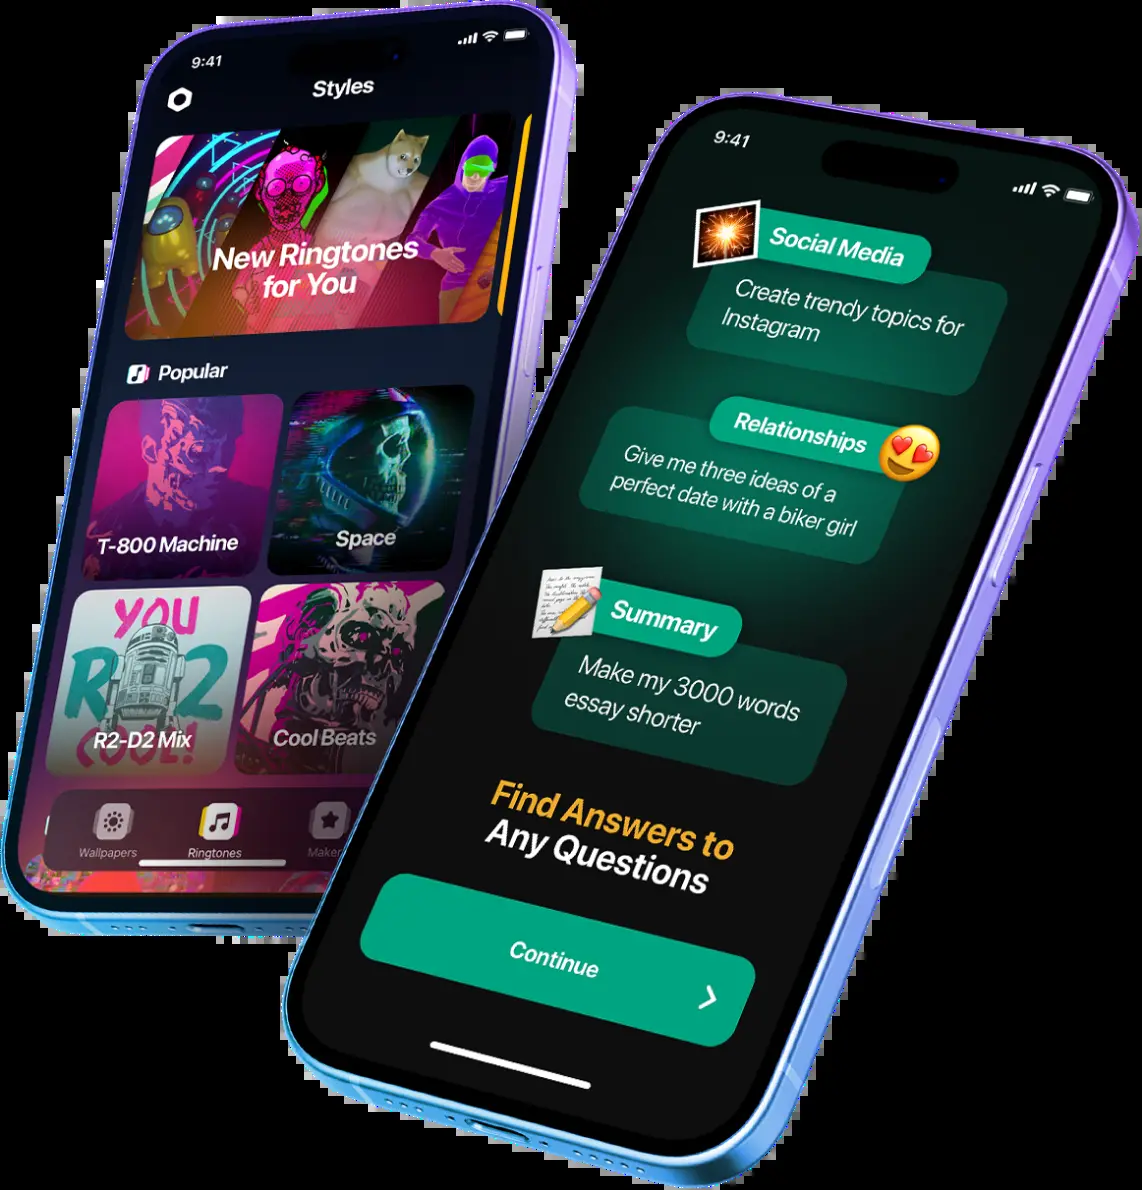 9:41
Styles
New Ringtones
for You
Popular
T-800 Machine
Space
YOU
R2
COOL!
R2-D2 Mix
Cool Beats
Wallpapers
Ringtones
Maker
9:41
Social Media
Create trendy topics for
Instagram
Relationships
Give me three ideas of a
perfect date with a biker girl
Summary
Make my 3000 words
essay shorter
Find Answers to
Any Questions
Continue